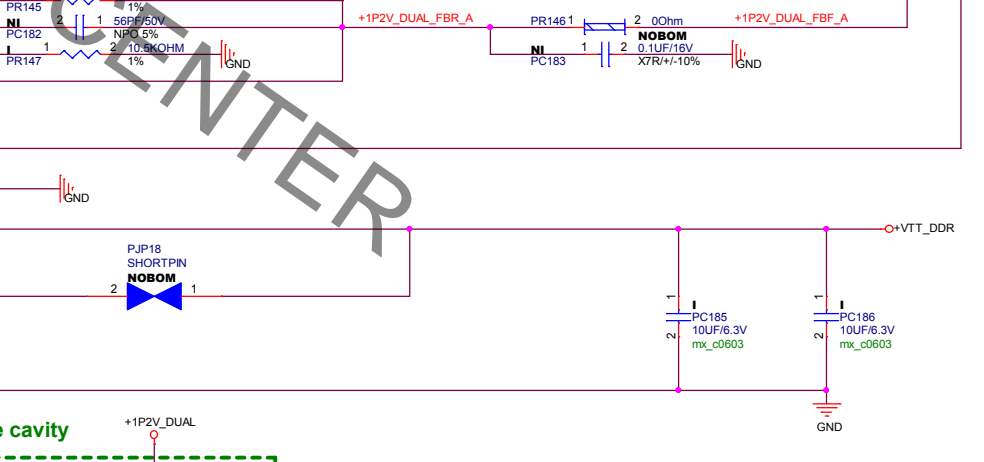 PR145
1%
NI
PC182
2
1
56PF/50V
NPO 5%
I
PR147
1
2
10.5KOHM
1%
GND
+1P2V_DUAL_FBR_A
PR146
1
2
0Ohm
NOBOM
+1P2V_DUAL_FBF_A
NI
PC183
1
2
0.1UF/16V
X7R/+/-10%
GND
CENTER
GND
+VTT_DDR
PJP18
SHORTPIN
NOBOM
2
1
1
I
PC185
10UF/6.3V
2
mx_c0603
1
I
PC186
10UF/6.3V
2
mx_c0603
GND
e cavity
+1P2V_DUAL